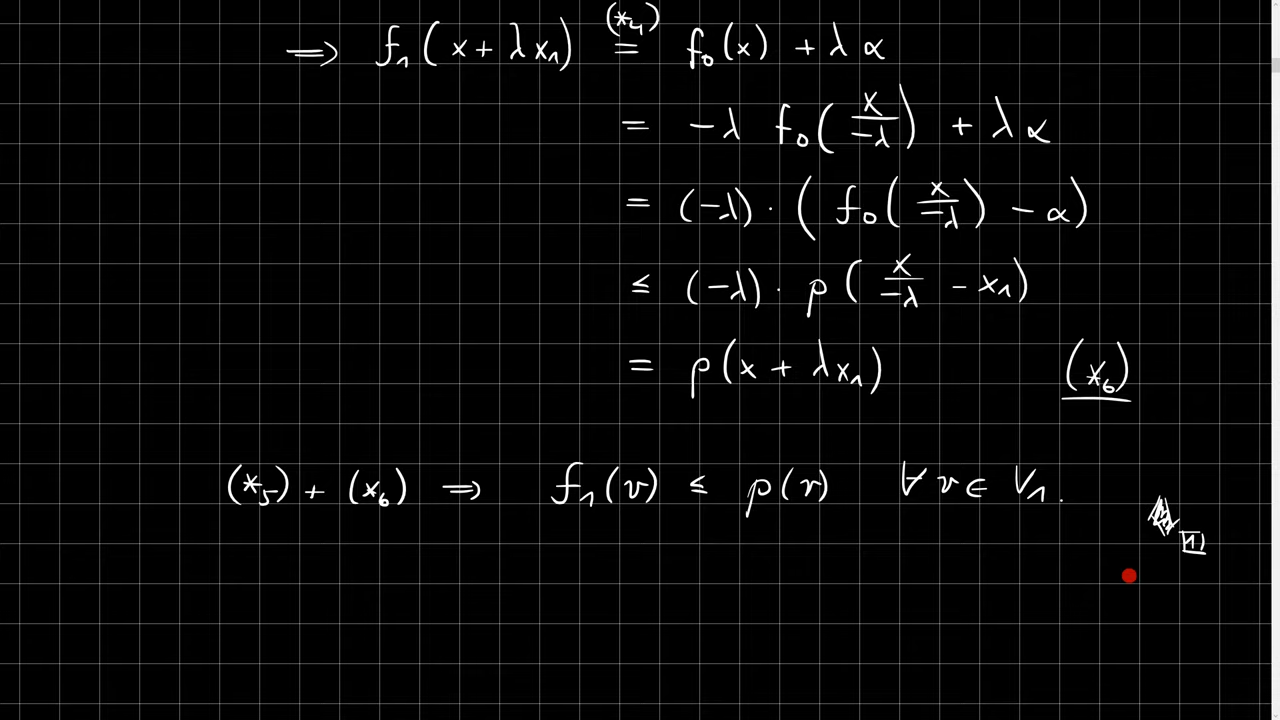 ⟹ f₁(x + λx₁) (*₄)= f₀(x) + λα
= -λ f₀(x/-λ) + λα
= (-λ) · (f₀(x/-λ) - α)
≤ (-λ) · p(x/-λ - x₁)
= p(x + λx₁) (*₆)
(*₅) + (*₆) ⟹ f₁(v) ≤ p(v) ∀ v ∈ V₁.